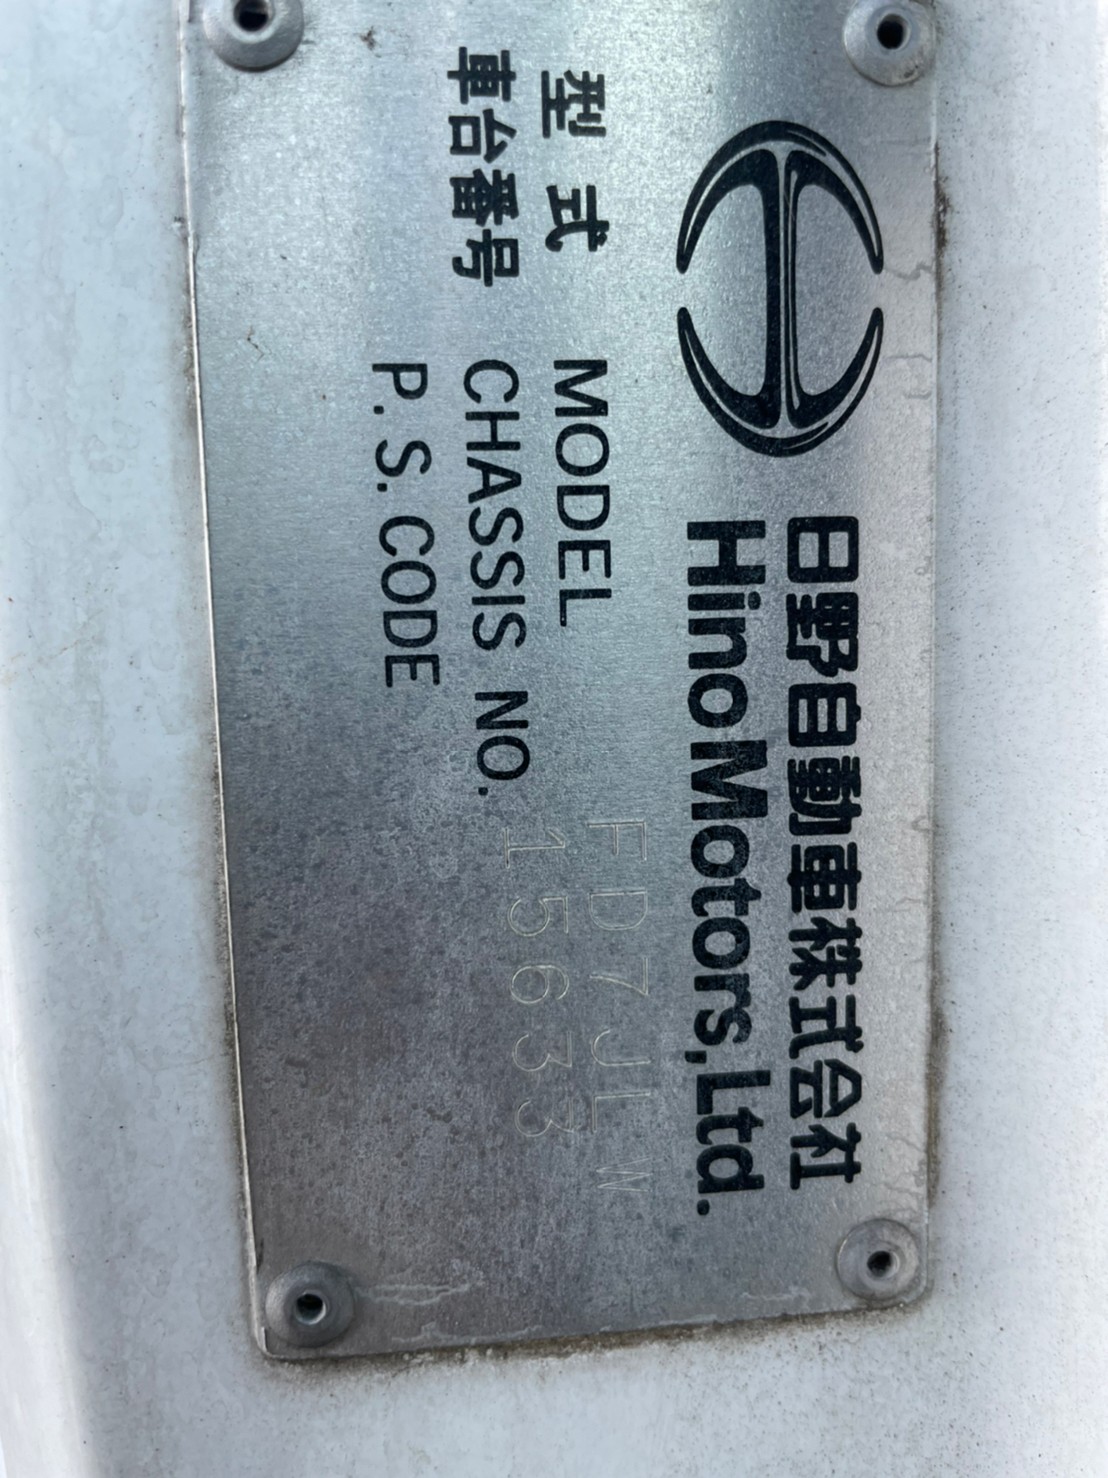 日野自動車株式会社
Hino Motors, Ltd.
型式 MODEL FD7JLW
車台番号 CHASSIS NO. 15633
P. S. CODE